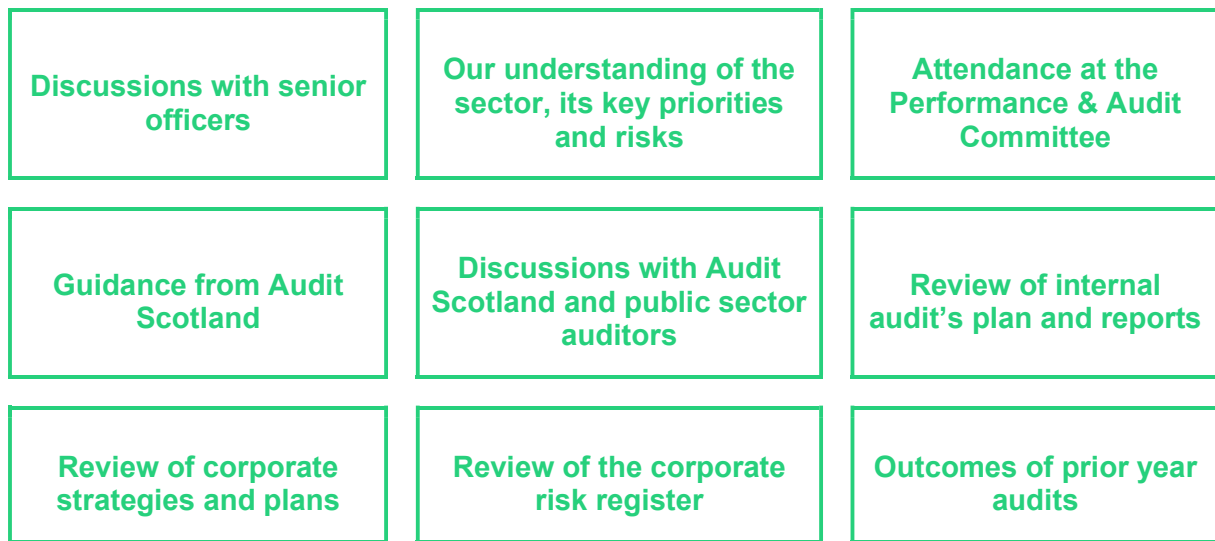 Discussions with senior
officers
Our understanding of the
sector, its key priorities
and risks
Attendance at the
Performance & Audit
Committee
Guidance from Audit
Scotland
Discussions with Audit
Scotland and public sector
auditors
Review of internal
audit’s plan and reports
Review of corporate
strategies and plans
Review of the corporate
risk register
Outcomes of prior year
audits